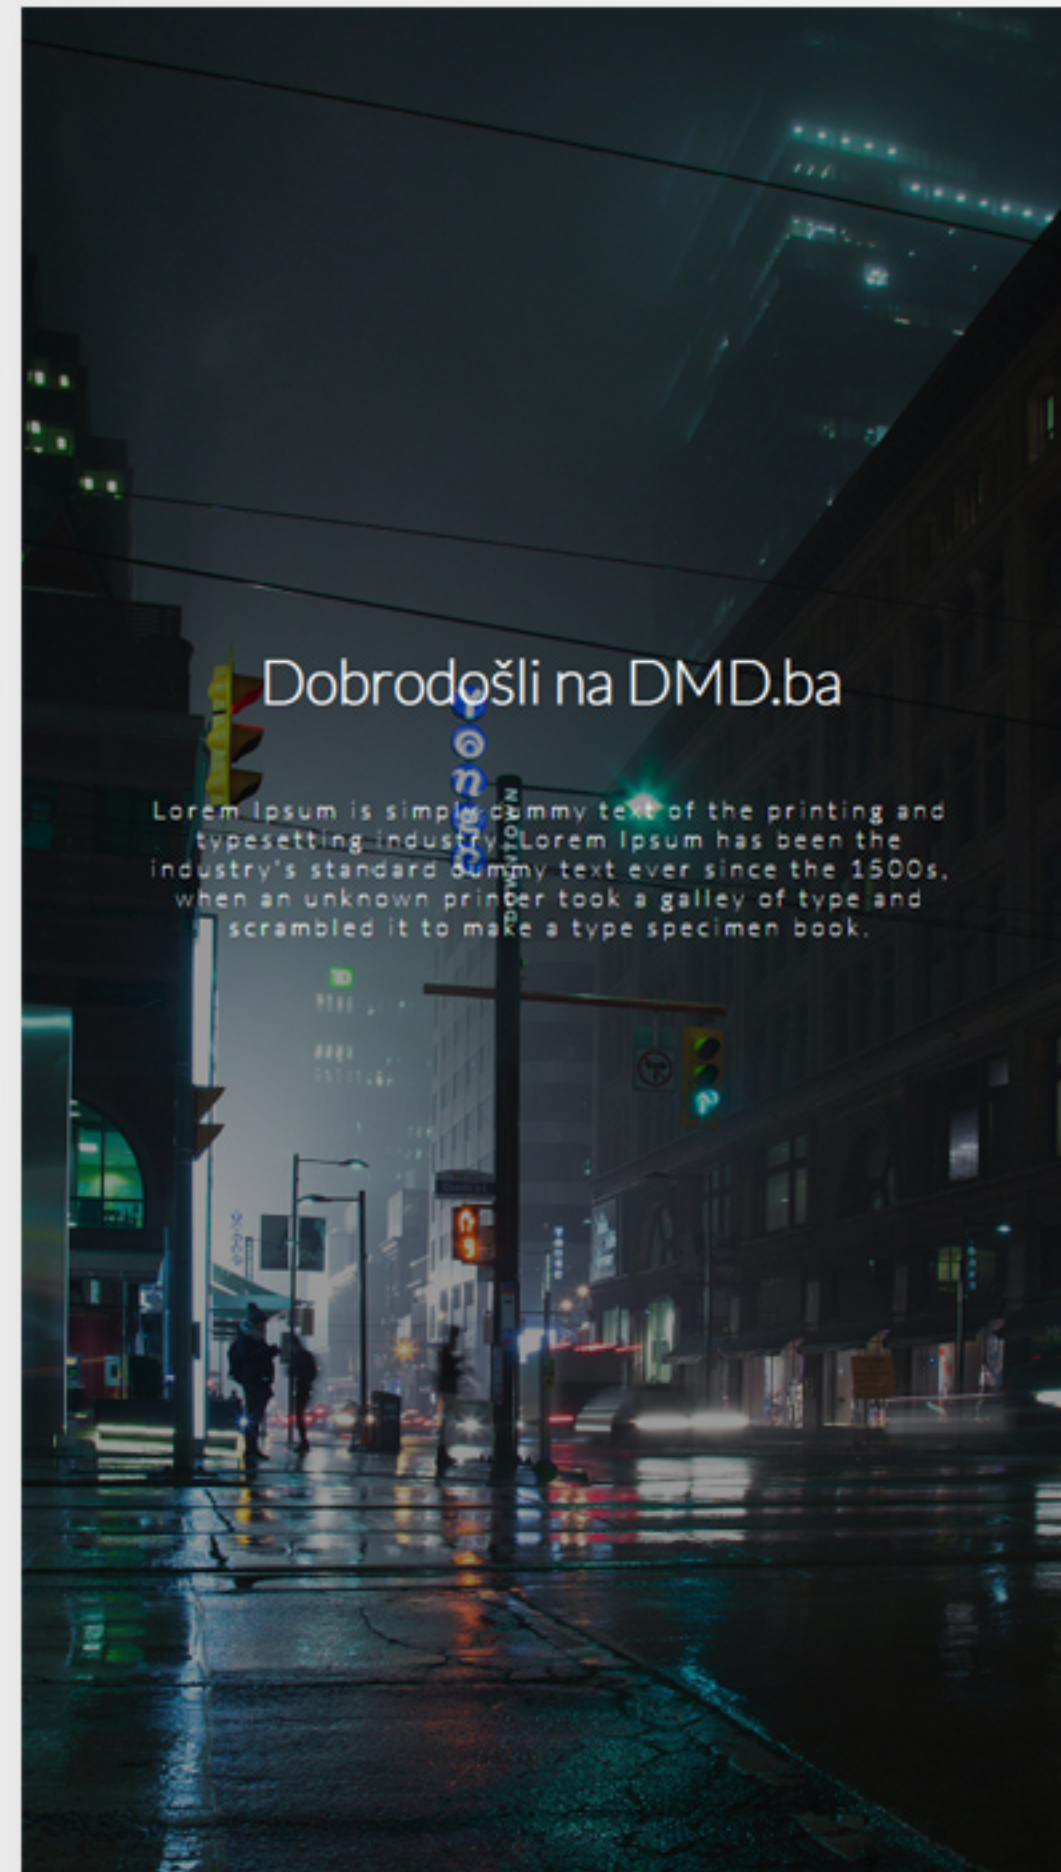 Dobrodošli na DMD.ba
Lorem Ipsum is simply dummy text of the printing and
typesetting industry. Lorem Ipsum has been the
industry's standard dummy text ever since the 1500s,
when an unknown printer took a galley of type and
scrambled it to make a type specimen book.
DOWNTOWN